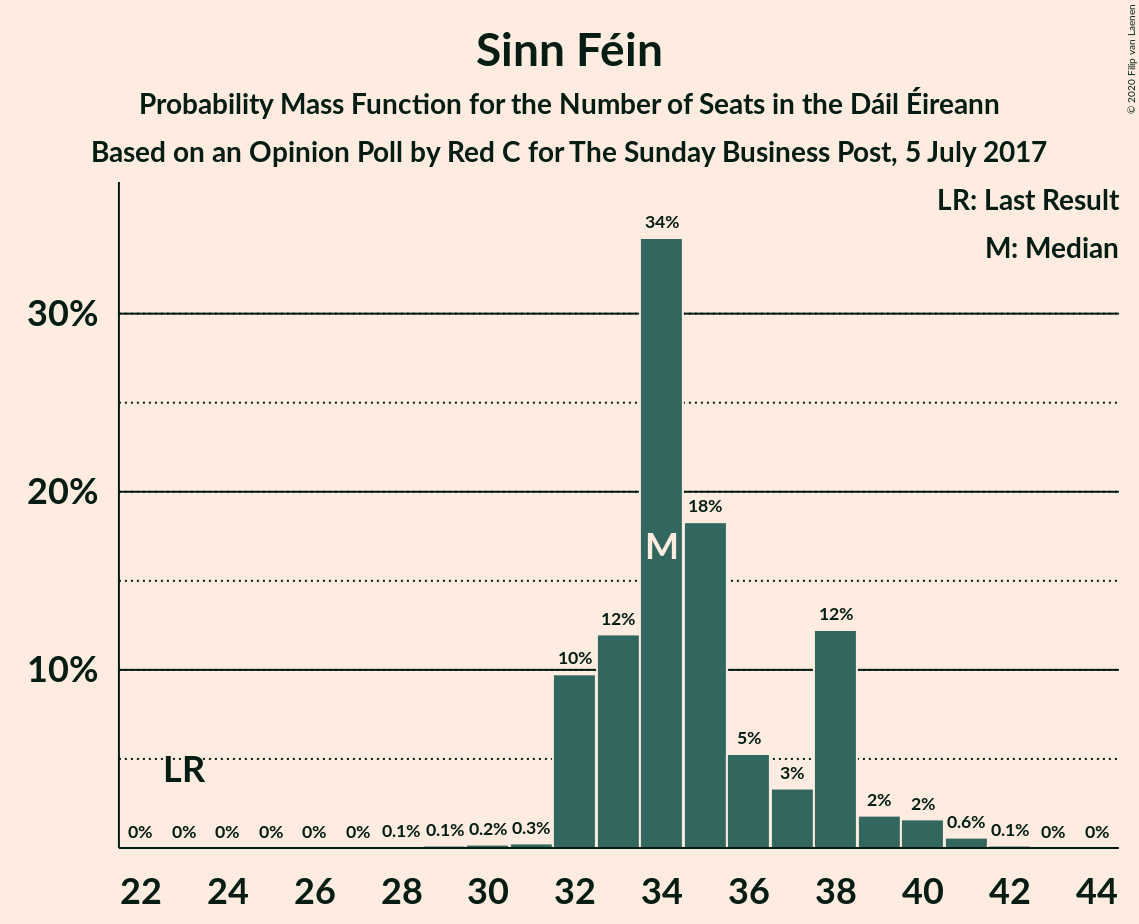 Sinn Féin
Probability Mass Function for the Number of Seats in the Dáil Éireann
Based on an Opinion Poll by Red C for The Sunday Business Post, 5 July 2017
© 2020 Filip van Laenen
LR: Last Result
M: Median
30%
20%
10%
LR
M
0% 0% 0% 0% 0% 0% 0.1% 0.1% 0.2% 0.3% 10% 12% 34% 18% 5% 3% 12% 2% 2% 0.6% 0.1% 0% 0%
22 24 26 28 30 32 34 36 38 40 42 44